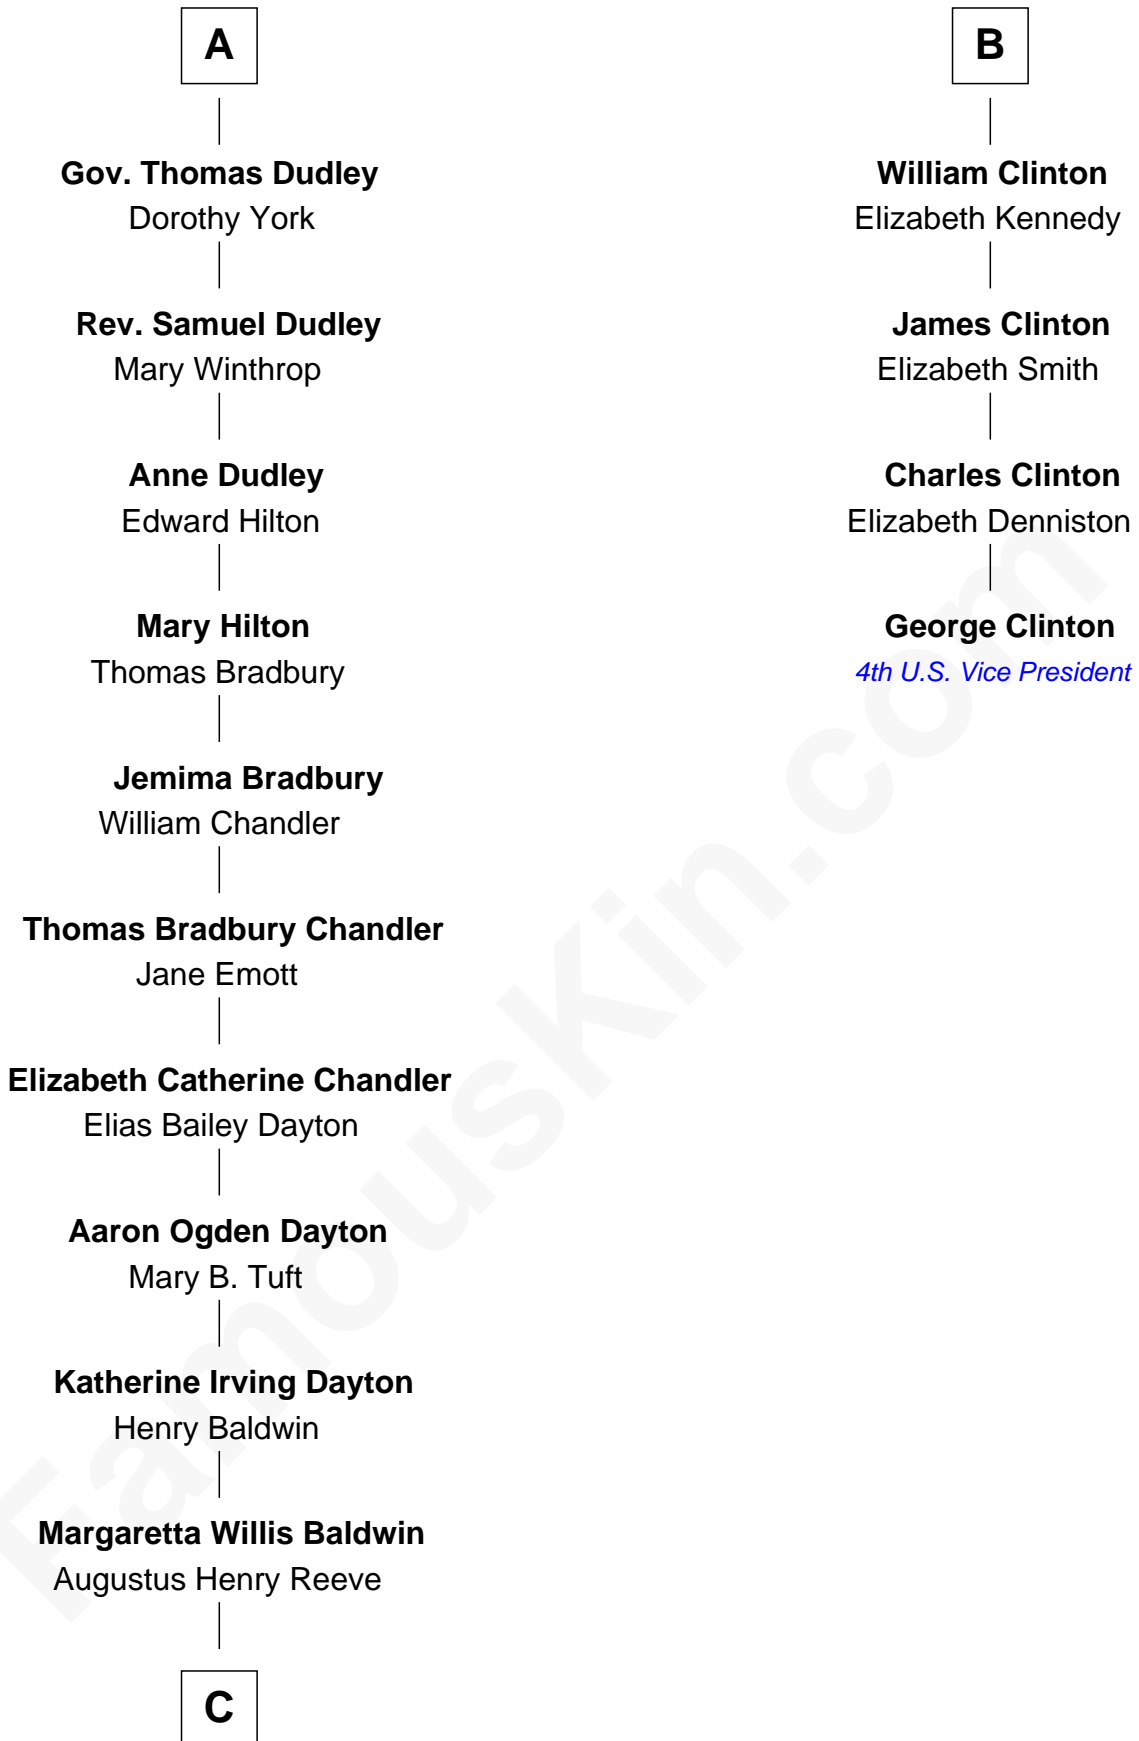 A
Gov. Thomas Dudley
Dorothy York
Rev. Samuel Dudley
Mary Winthrop
Anne Dudley
Edward Hilton
Mary Hilton
Thomas Bradbury
Jemima Bradbury
William Chandler
Thomas Bradbury Chandler
Jane Emott
Elizabeth Catherine Chandler
Elias Bailey Dayton
Aaron Ogden Dayton
Mary B. Tuft
Katherine Irving Dayton
Henry Baldwin
Margaretta Willis Baldwin
Augustus Henry Reeve
C
B
William Clinton
Elizabeth Kennedy
James Clinton
Elizabeth Smith
Charles Clinton
Elizabeth Denniston
George Clinton
4th U.S. Vice President
FamousKin.com